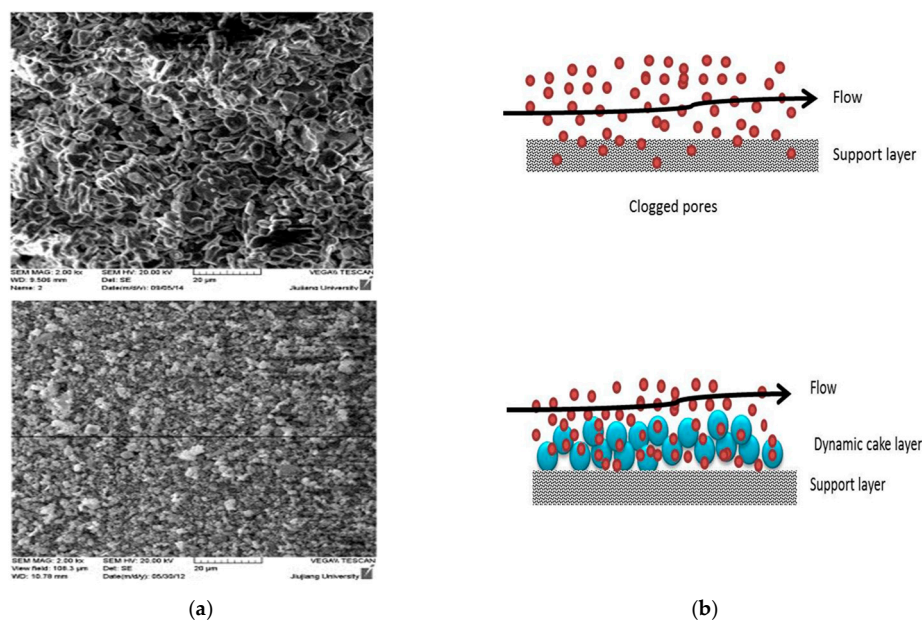 SEM MAG: 2.00 kx SEM HV: 20.00 kV VEGA\\ TESCAN
WD: 9.506 mm Det: SE 20 µm
Name: 2 Date(m/d/y): 09/05/14 Jiujiang University
SEM MAG: 2.00 kx SEM HV: 20.00 kV VEGA\\ TESCAN
View field: 108.3 µm Det: SE 20 µm
WD: 10.78 mm Date(m/d/y): 05/30/12 Jiujiang University
(a)
Flow
Support layer
Clogged pores
Flow
Dynamic cake layer
Support layer
(b)